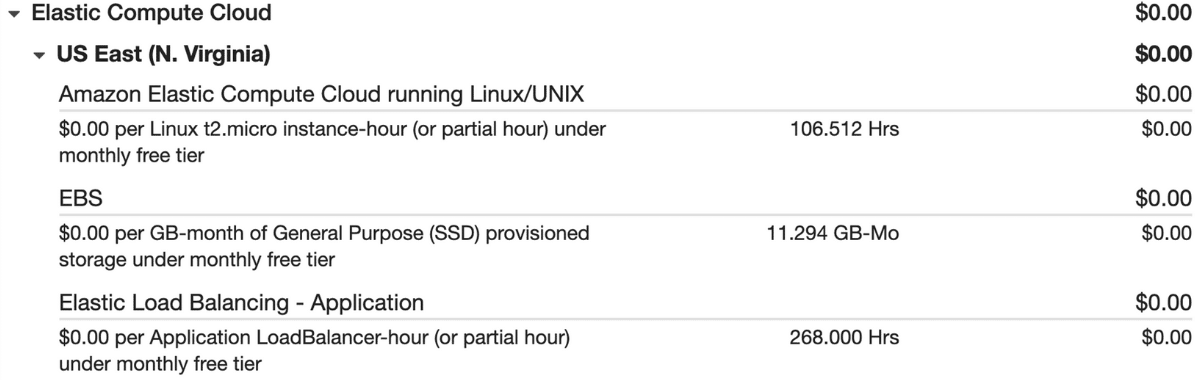 Elastic Compute Cloud $0.00
US East (N. Virginia) $0.00
Amazon Elastic Compute Cloud running Linux/UNIX $0.00
$0.00 per Linux t2.micro instance-hour (or partial hour) under 106.512 Hrs $0.00
monthly free tier
EBS $0.00
$0.00 per GB-month of General Purpose (SSD) provisioned 11.294 GB-Mo $0.00
storage under monthly free tier
Elastic Load Balancing - Application $0.00
$0.00 per Application LoadBalancer-hour (or partial hour) 268.000 Hrs $0.00
under monthly free tier